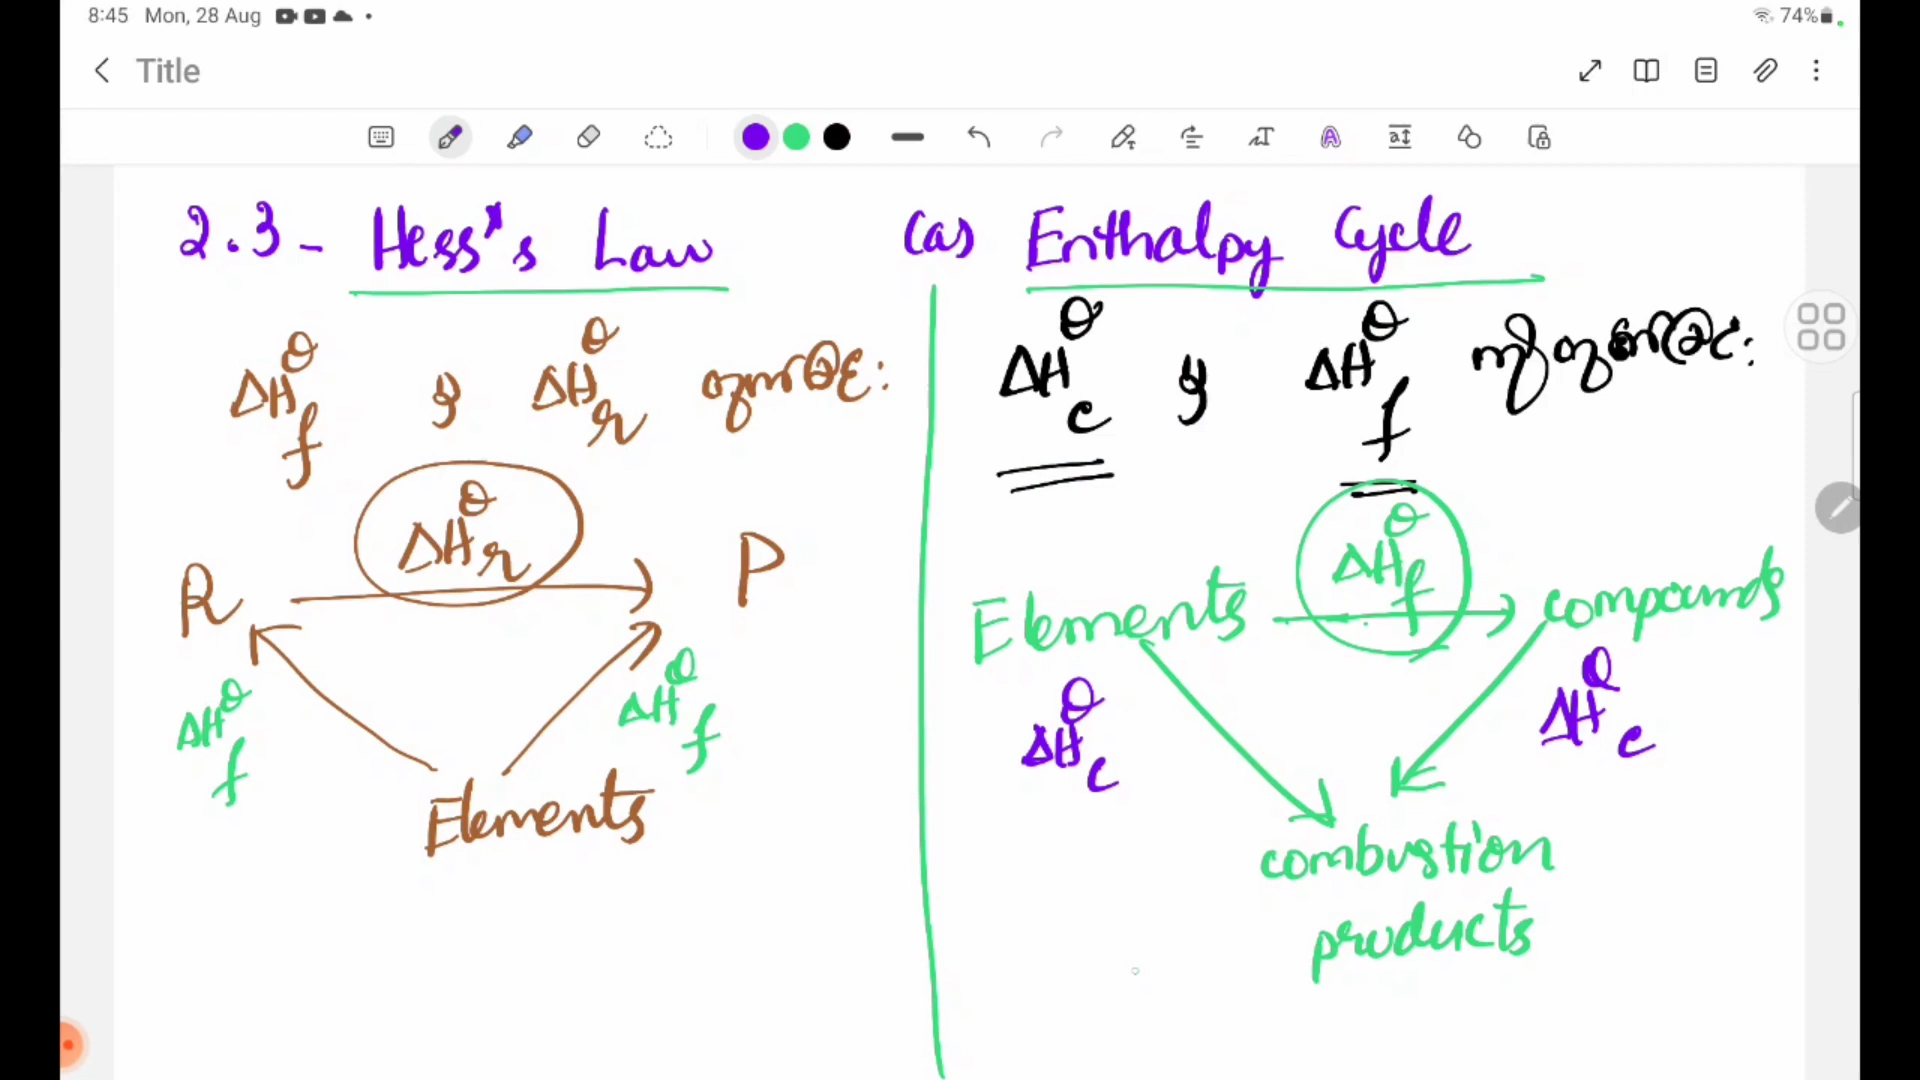 8:45 Mon, 28 Aug
74%
Title
2.3 - Hess's Law (or) Enthalpy Cycle
ΔH f θ ΔH r θ
ΔH r θ
R P
ΔH f θ ΔH f θ
Elements
ΔH c θ ΔH f θ
ΔH f θ
Elements compounds
ΔH c θ ΔH c θ
combustion
products